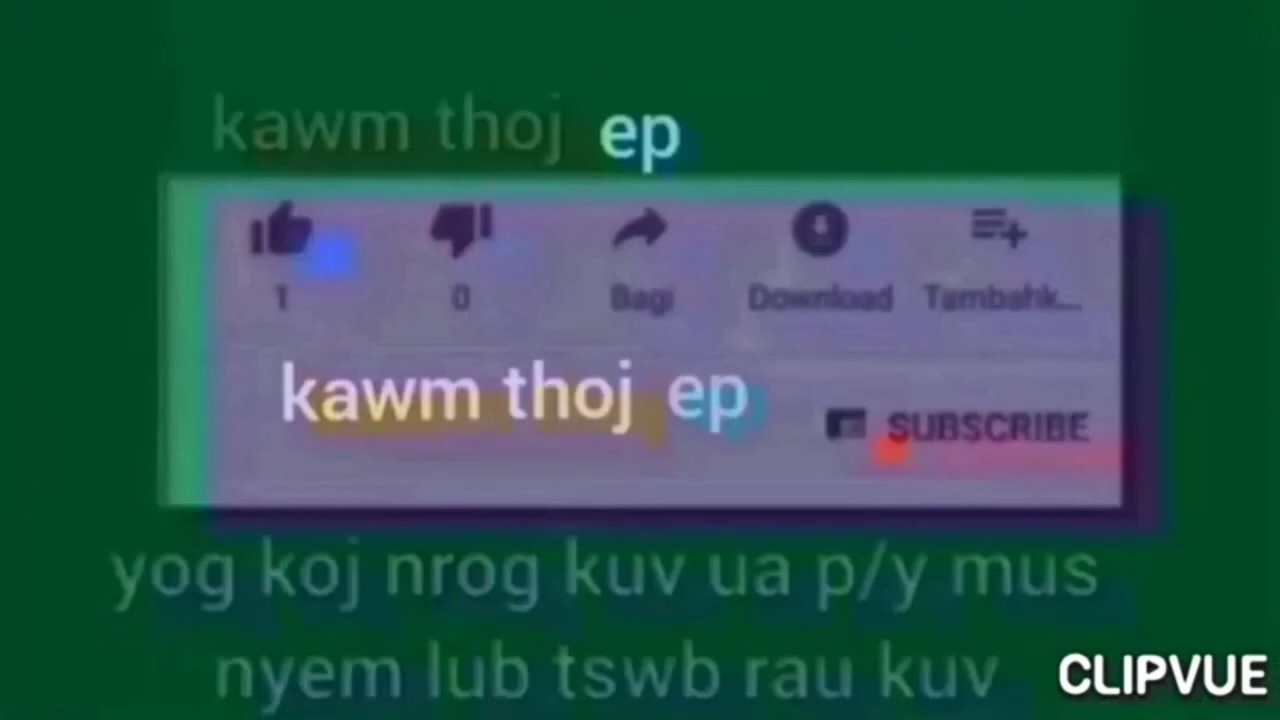 kawm thoj ep
1 0 Bagi Download Tambahk...
kawm thoj ep
SUBSCRIBE
yog koj nrog kuv ua p/y mus
nyem lub tswb rau kuv
CLIPVUE